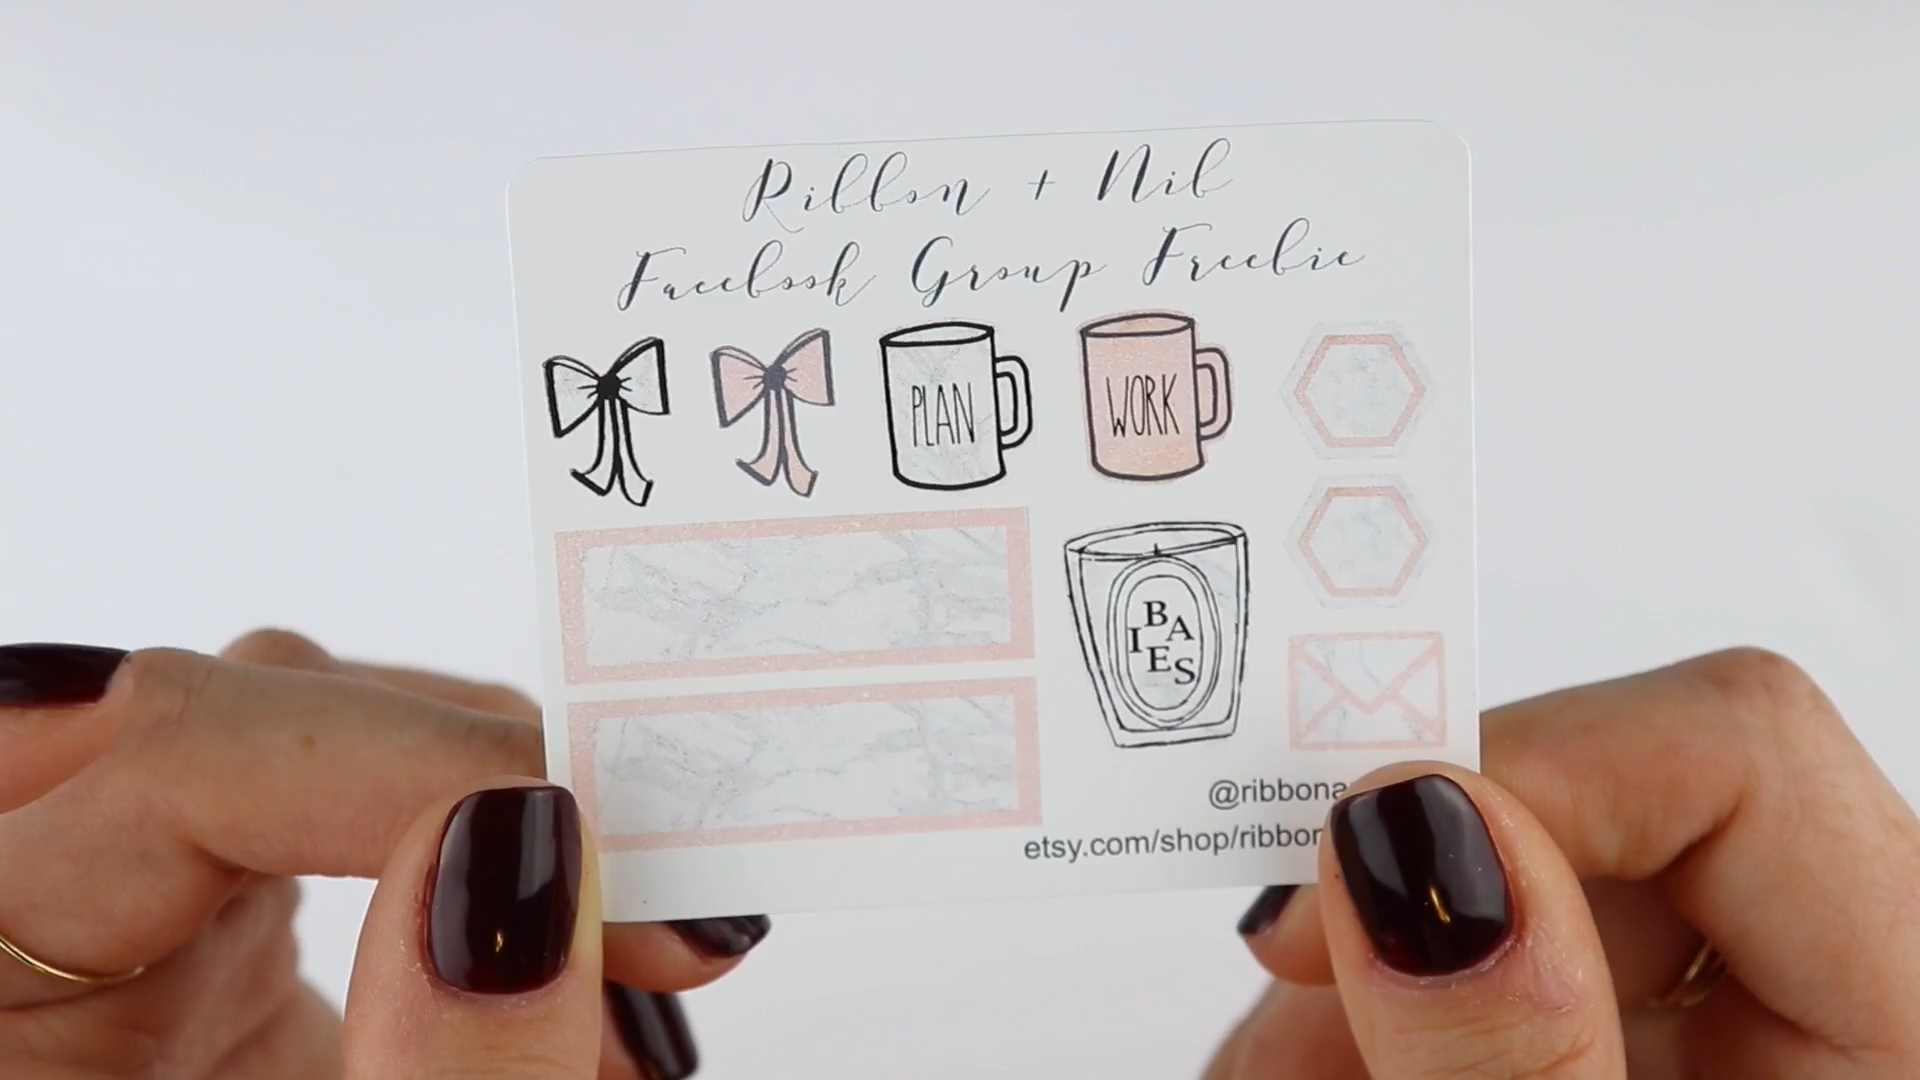 Ribbon + Nib
Facebook Group Freebie
PLAN
WORK
BAIES
@ribbona
etsy.com/shop/ribbon